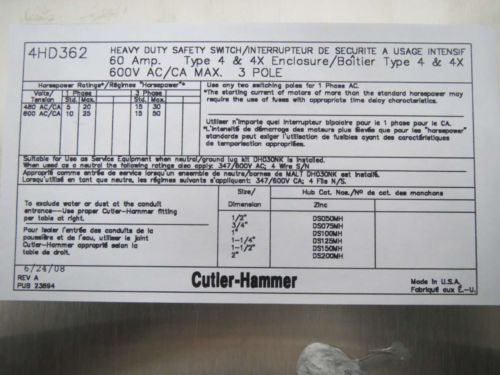 4HD362
HEAVY DUTY SAFETY SWITCH/INTERRUPTEUR DE SECURITE A USAGE INTENSIF
60 Amp. Type 4 & 4X Enclosure/Boîtier Type 4 & 4X
600V AC/CA MAX. 3 POLE
Horsepower Ratings*/Régimes "Horsepower"*
Volts/ 1 Phase 3 Phase
Tension Std. Max. Std. Max.
480 AC/CA 5 20 15 30
600 AC/CA 10 25 15 50
Use any two switching poles for 1 Phase AC.
*The starting current of motors of more than the standard horsepower may
require the use of fuses with appropriate time delay characteristics.
Utiliser n'importe quel interrupteur bipolaire pour le 1 phase pour le CA.
*L'intensité de démarrage des moteurs plus élevée que pour les "horsepower"
standards peut exiger l'utilisation de fusibles ayant des caractéristiques
de temporisation appropriés.
Suitable for Use as Service Equipment when neutral/ground lug kit DH030NK is installed.
When used as a neutral the following ratings also apply: 347/600V AC; 4 Wire S/N
Appareil comme entrée de service lorsqu'un ensemble de neutre/bornes de MALT DH030NK est installé.
Lorsqu'utilisé en tant que neutre, les régimes suivants s'appliquent: 347/600V CA; 4 Fils N/S.
To exclude water or dust at the conduit
entrance—Use proper Cutler-Hammer fitting
per table at right.
Pour isoler l'entrée des conduits de la
poussière et de l'eau, utiliser le joint
Cutler-Hammer approprié selon la
table de droit.
Size/ Hub Cat. Nos./Nº de cat. des manchons
Dimension Zinc
1/2" DS050MH
3/4" DS075MH
1" DS100MH
1-1/4" DS125MH
1-1/2" DS150MH
2" DS200MH
6/24/08
REV A
PUB 23694
Cutler-Hammer
Made in U.S.A.
Fabriqué aux É.-U.